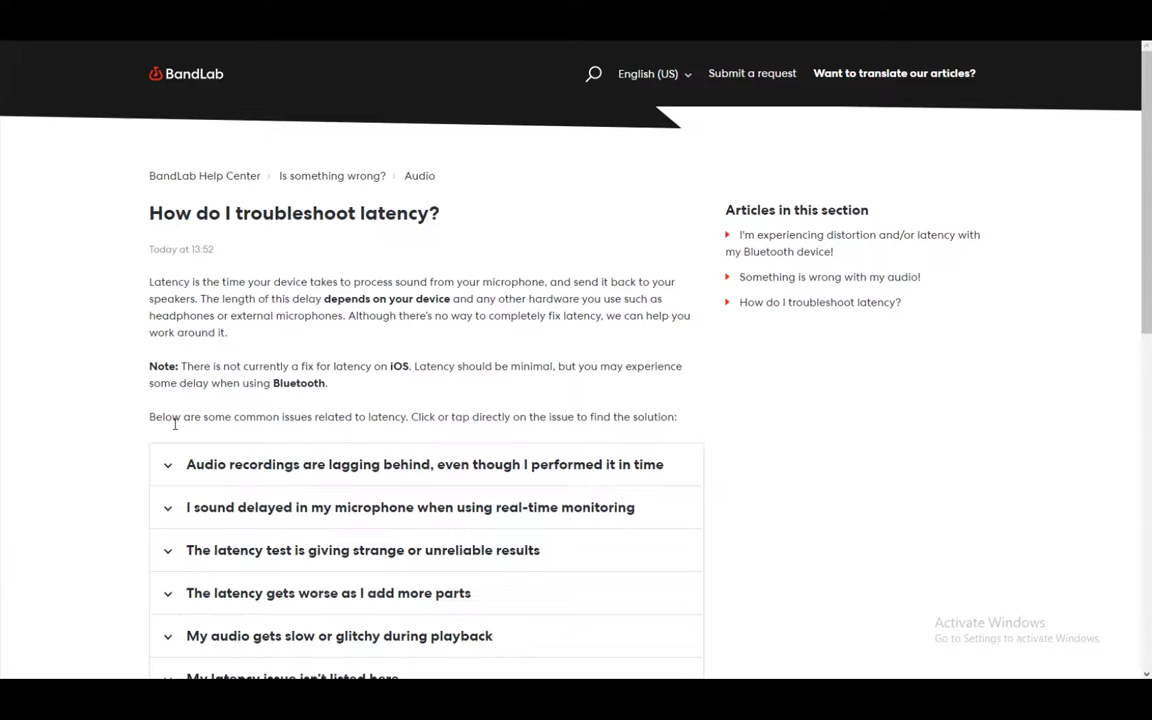 BandLab
English (US)
Submit a request
Want to translate our articles?
BandLab Help Center
Is something wrong?
Audio
How do I troubleshoot latency?
Today at 13:52
Latency is the time your device takes to process sound from your microphone, and send it back to your
speakers. The length of this delay depends on your device and any other hardware you use such as
headphones or external microphones. Although there's no way to completely fix latency, we can help you
work around it.
Note: There is not currently a fix for latency on iOS. Latency should be minimal, but you may experience
some delay when using Bluetooth.
Below are some common issues related to latency. Click or tap directly on the issue to find the solution:
Audio recordings are lagging behind, even though I performed it in time
I sound delayed in my microphone when using real-time monitoring
The latency test is giving strange or unreliable results
The latency gets worse as I add more parts
My audio gets slow or glitchy during playback
My latency issue isn't listed here
Articles in this section
I'm experiencing distortion and/or latency with
my Bluetooth device!
Something is wrong with my audio!
How do I troubleshoot latency?
Activate Windows
Go to Settings to activate Windows.